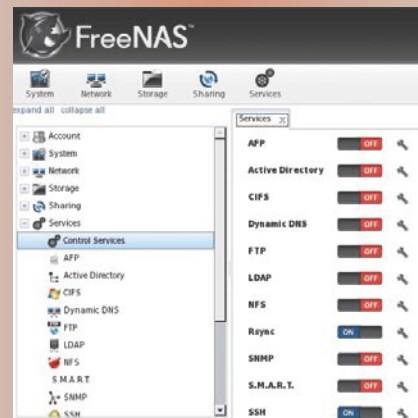 FreeNAS™
System Network Storage Sharing Services
expand all collapse all
Account
System
Network
Storage
Sharing
Services
Control Services
AFP
Active Directory
CIFS
Dynamic DNS
FTP
LDAP
NFS
S.M.A.R.T
SNMP
SSH
Services x
AFP OFF
Active Directory OFF
CIFS OFF
Dynamic DNS OFF
FTP OFF
LDAP OFF
NFS OFF
Rsync ON
SNMP OFF
S.M.A.R.T. OFF
SSH ON